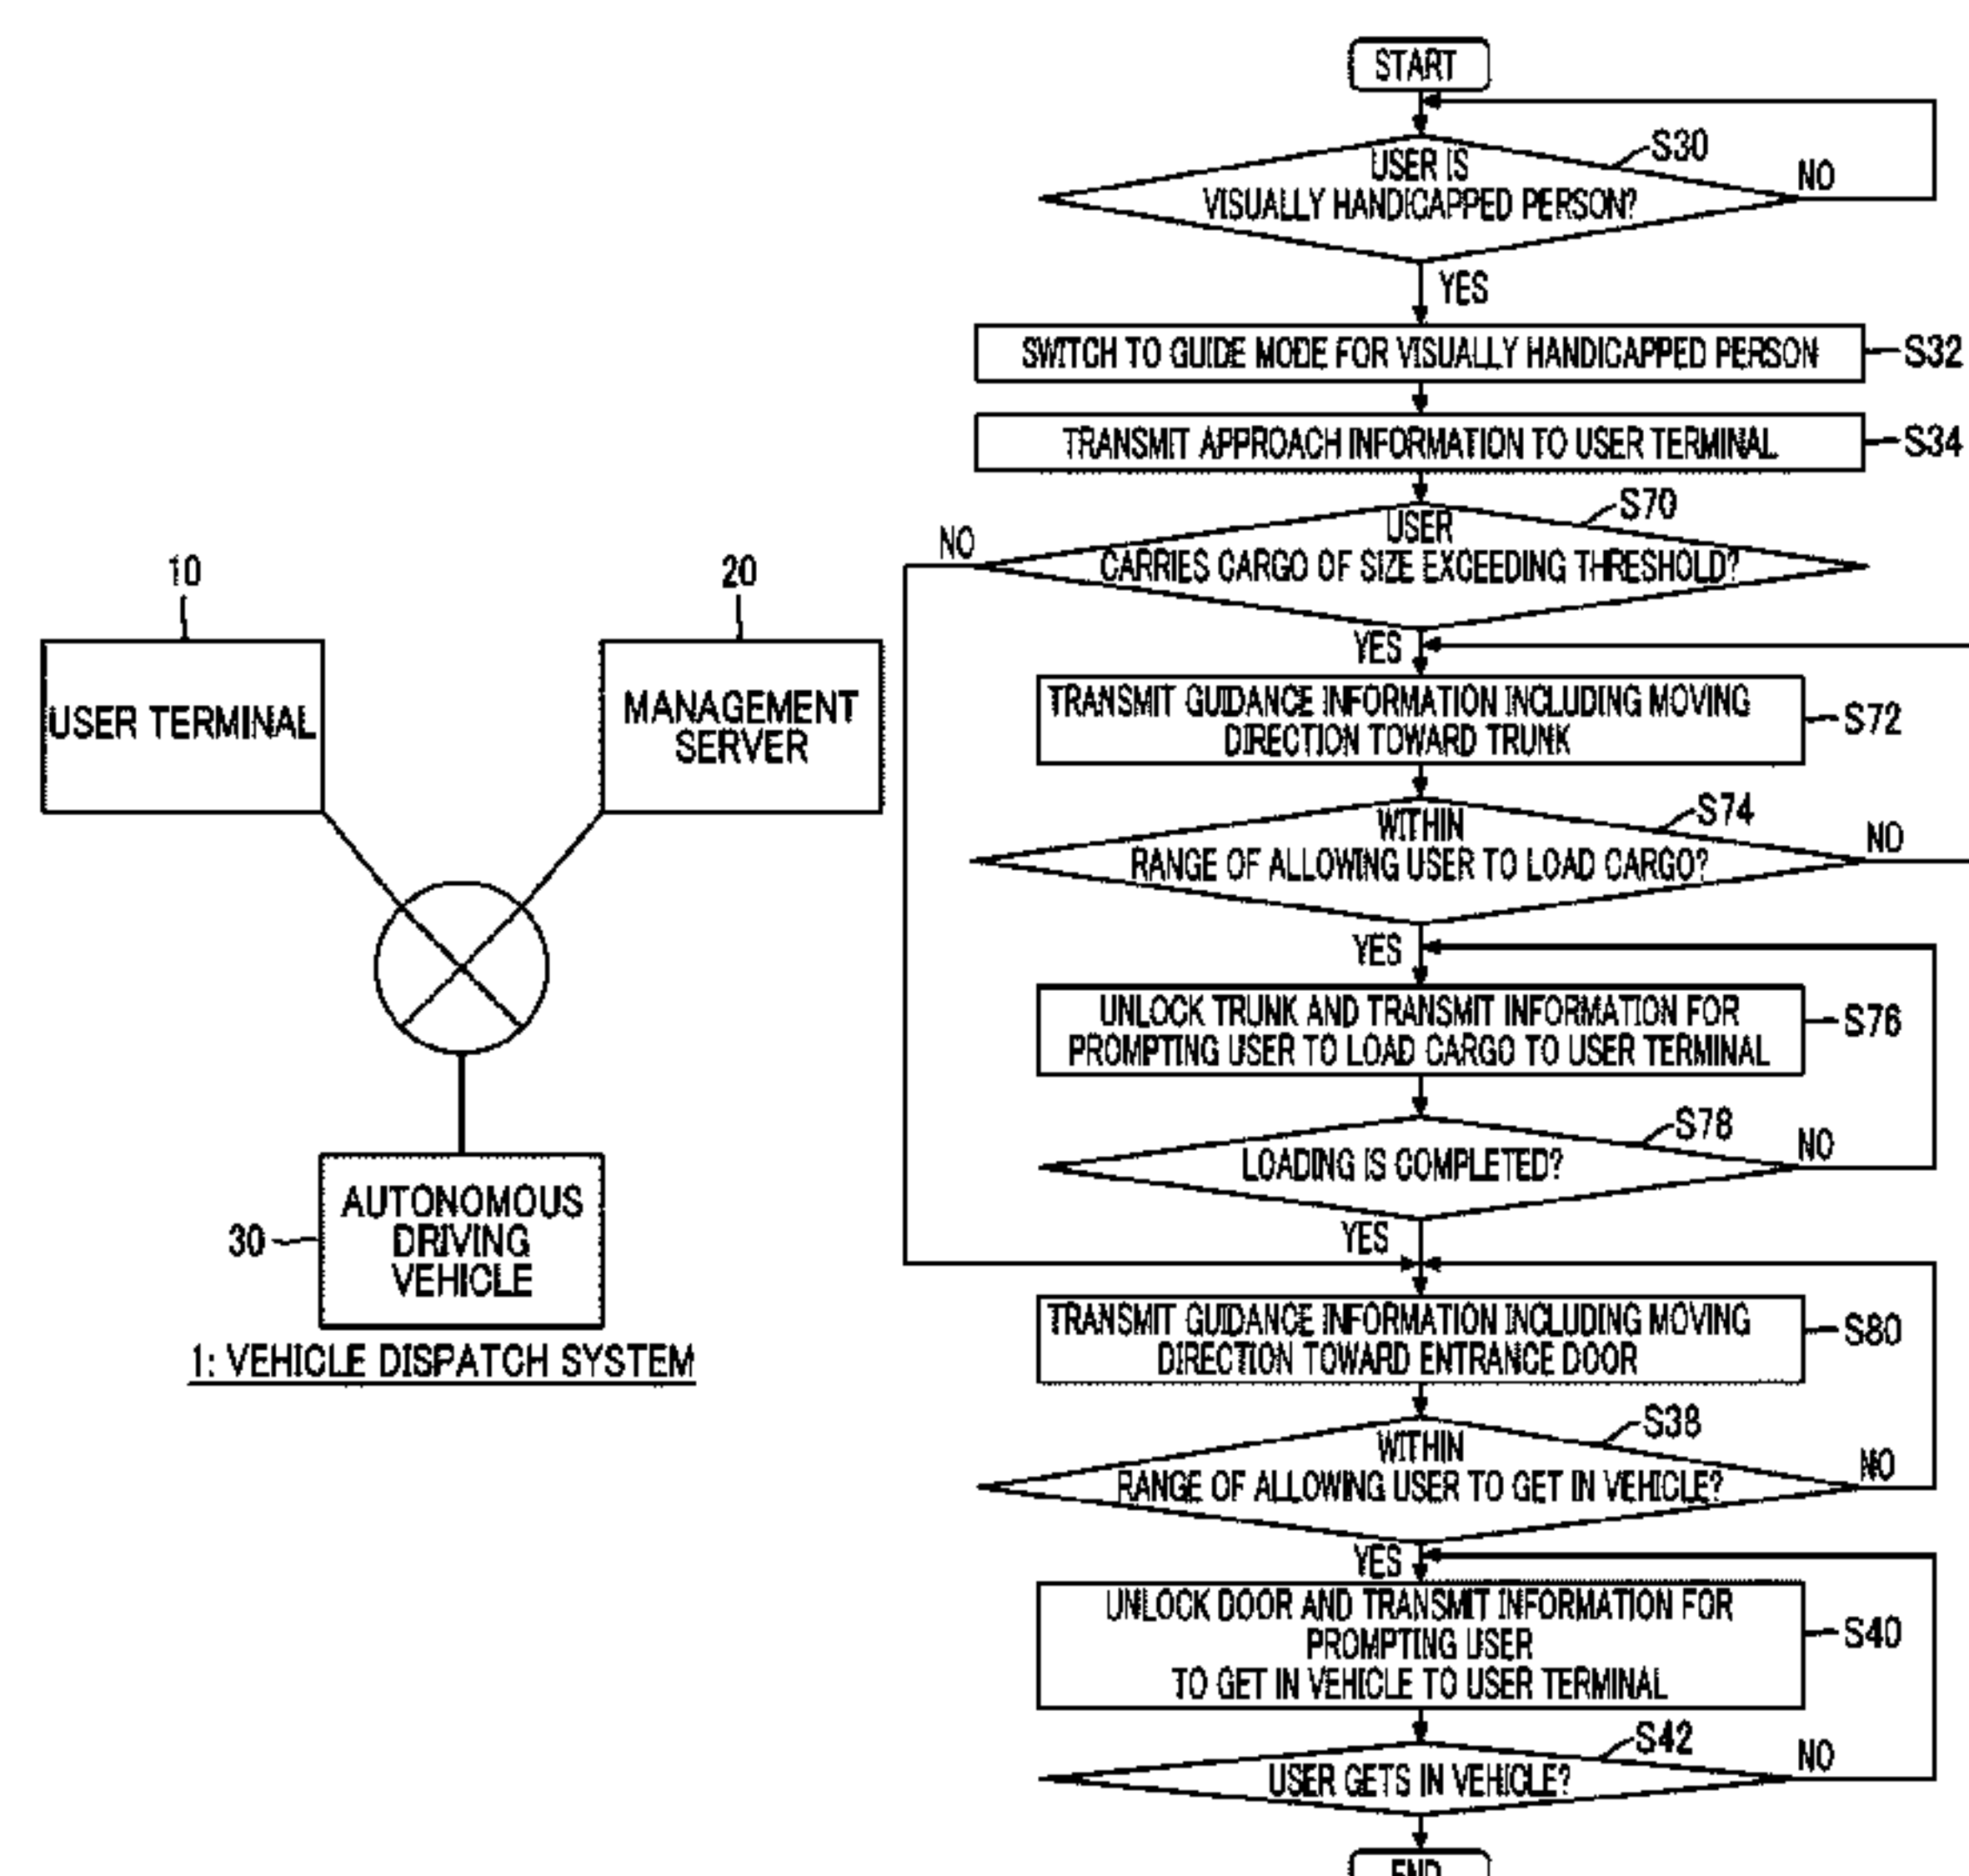 10
20
USER TERMINAL
MANAGEMENT
SERVER
30
AUTONOMOUS
DRIVING
VEHICLE
1: VEHICLE DISPATCH SYSTEM
START
S30
USER IS
VISUALLY HANDICAPPED PERSON?
NO
YES
SWITCH TO GUIDE MODE FOR VISUALLY HANDICAPPED PERSON
S32
TRANSMIT APPROACH INFORMATION TO USER TERMINAL
S34
S70
NO
USER
CARRIES CARGO OF SIZE EXCEEDING THRESHOLD?
YES
TRANSMIT GUIDANCE INFORMATION INCLUDING MOVING
DIRECTION TOWARD TRUNK
S72
S74
WITHIN
RANGE OF ALLOWING USER TO LOAD CARGO?
NO
YES
UNLOCK TRUNK AND TRANSMIT INFORMATION FOR
PROMPTING USER TO LOAD CARGO TO USER TERMINAL
S76
S78
LOADING IS COMPLETED?
NO
YES
TRANSMIT GUIDANCE INFORMATION INCLUDING MOVING
DIRECTION TOWARD ENTRANCE DOOR
S80
S38
WITHIN
RANGE OF ALLOWING USER TO GET IN VEHICLE?
NO
YES
UNLOCK DOOR AND TRANSMIT INFORMATION FOR
PROMPTING USER
TO GET IN VEHICLE TO USER TERMINAL
S40
S42
USER GETS IN VEHICLE?
NO
END